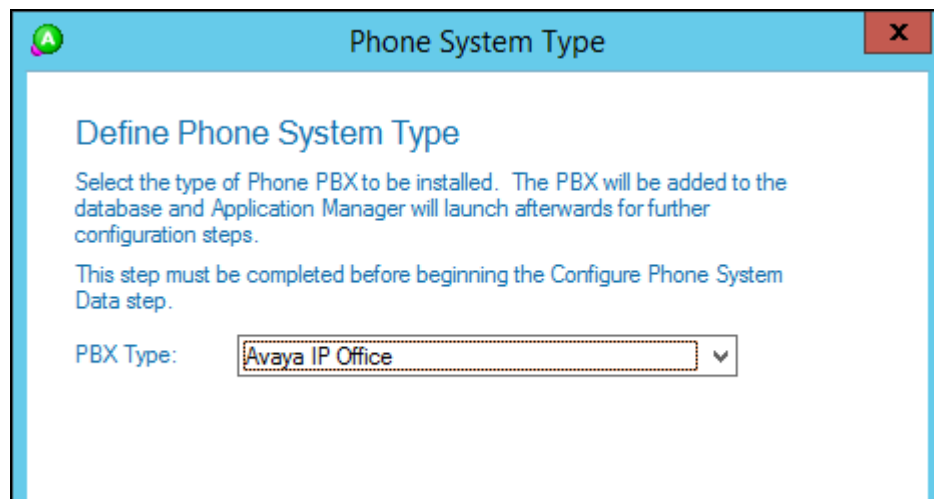 A
Phone System Type
x
Define Phone System Type
Select the type of Phone PBX to be installed. The PBX will be added to the
database and Application Manager will launch afterwards for further
configuration steps.
This step must be completed before beginning the Configure Phone System
Data step.
PBX Type: Avaya IP Office